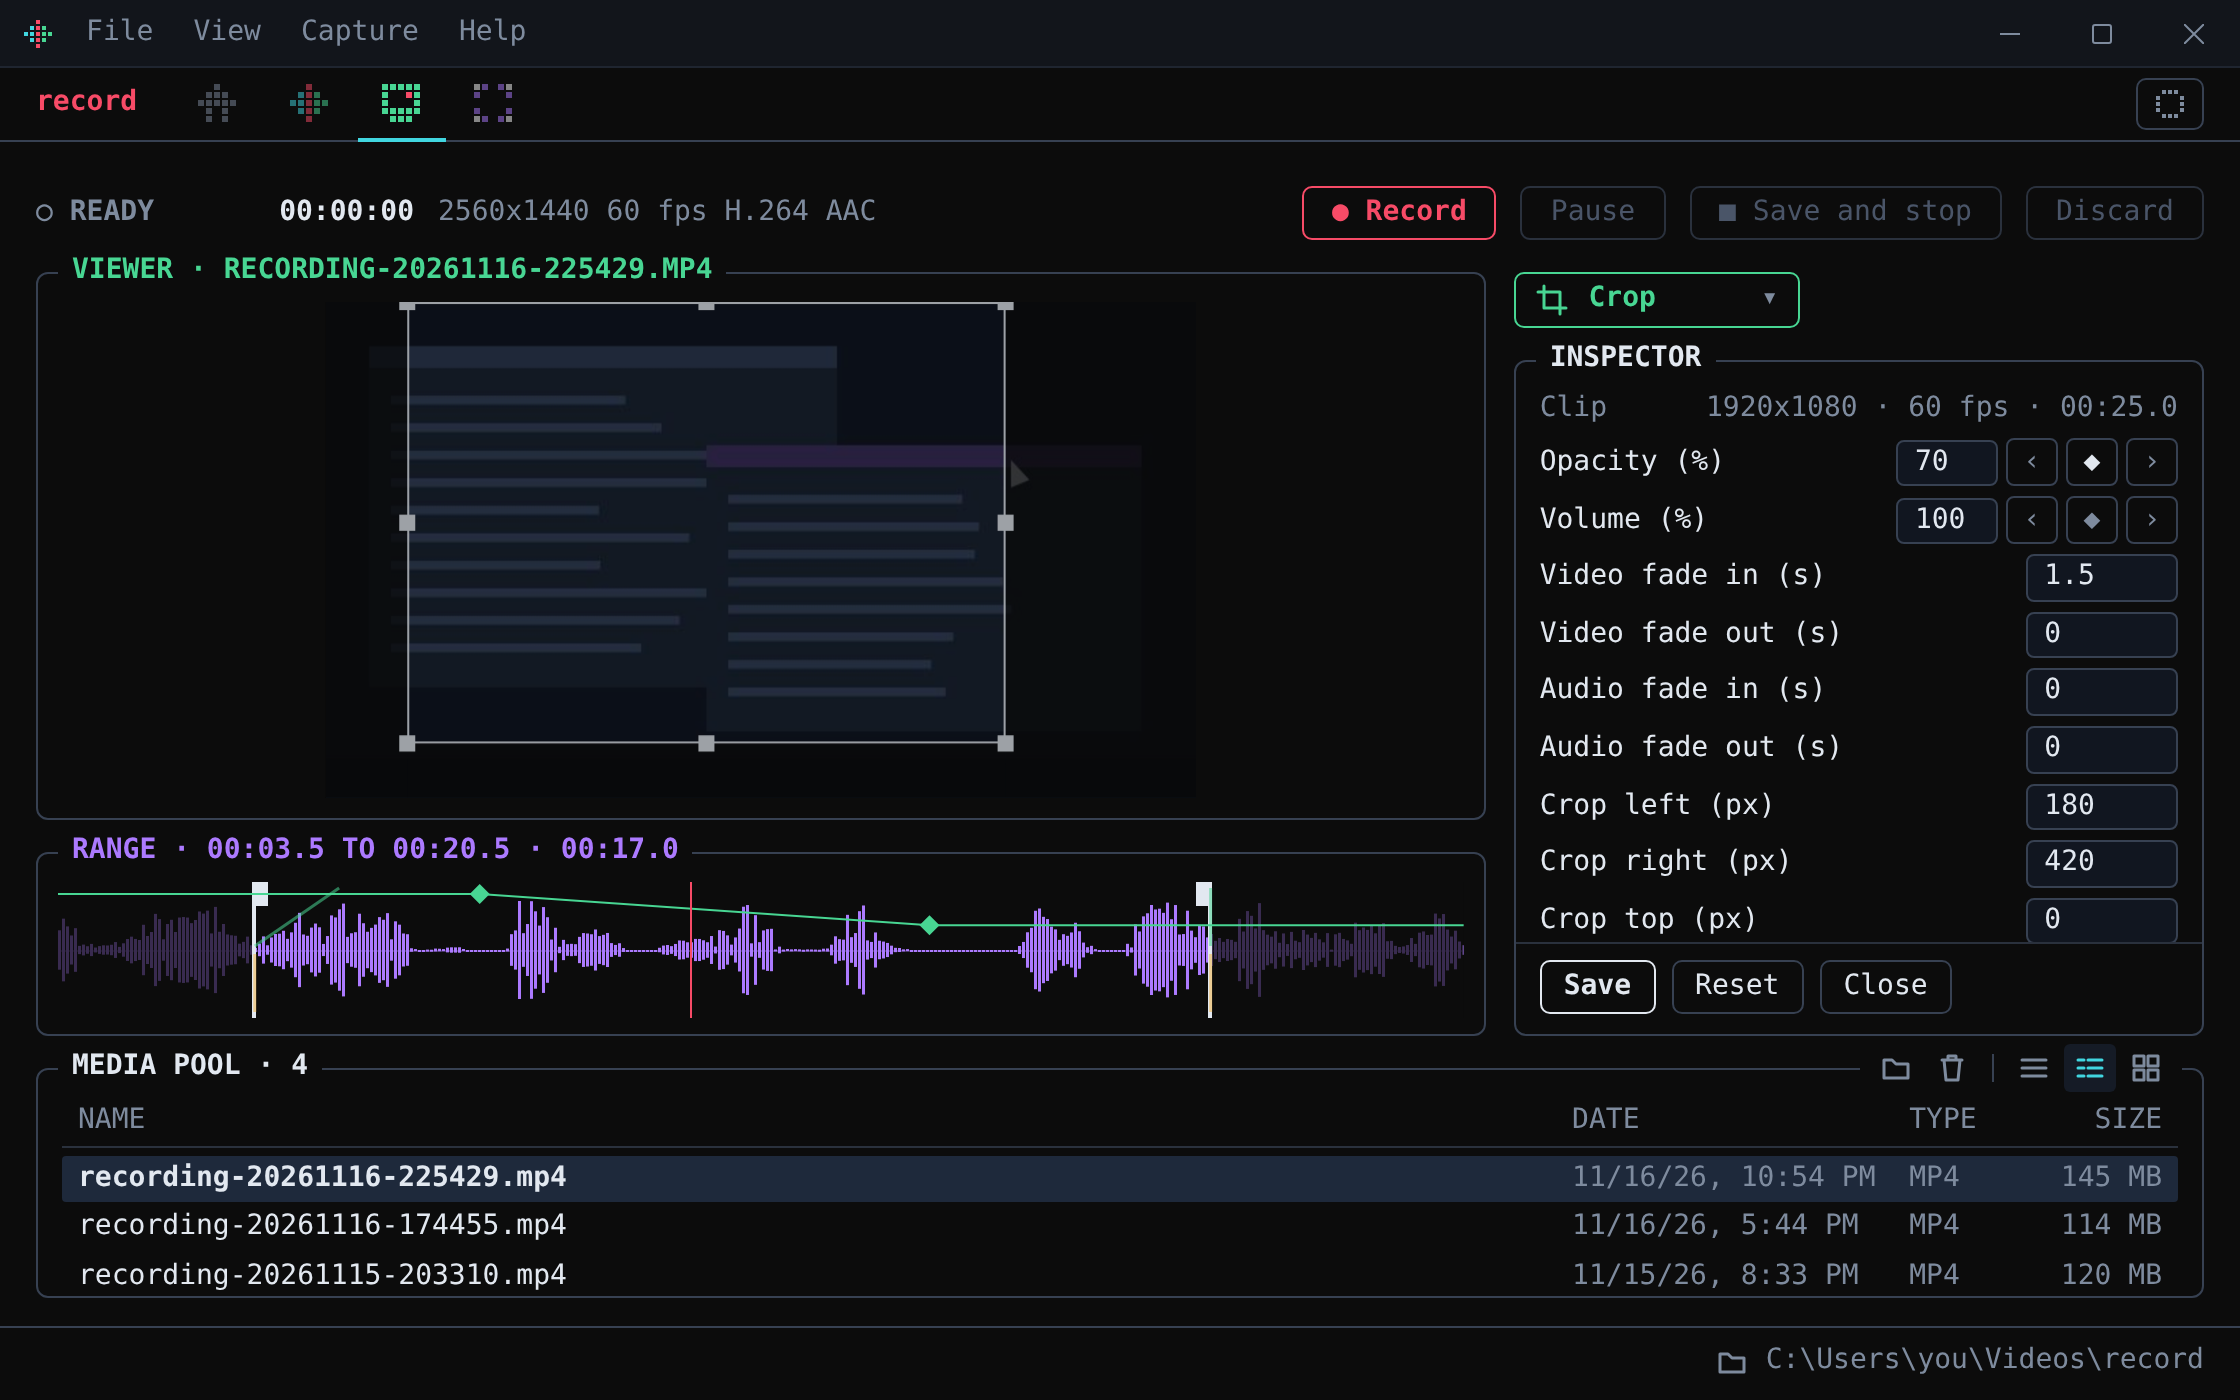 File View Capture Help
record
READY 00:00:00 2560x1440 60 fps H.264 AAC
Record Pause Save and stop Discard
VIEWER · RECORDING-20261116-225429.MP4
Crop
INSPECTOR
Clip 1920x1080 · 60 fps · 00:25.0
Opacity (%) 70
Volume (%) 100
Video fade in (s) 1.5
Video fade out (s) 0
Audio fade in (s) 0
Audio fade out (s) 0
Crop left (px) 180
Crop right (px) 420
Crop top (px) 0
Save Reset Close
RANGE · 00:03.5 TO 00:20.5 · 00:17.0
MEDIA POOL · 4
NAME DATE TYPE SIZE
recording-20261116-225429.mp4 11/16/26, 10:54 PM MP4 145 MB
recording-20261116-174455.mp4 11/16/26, 5:44 PM MP4 114 MB
recording-20261115-203310.mp4 11/15/26, 8:33 PM MP4 120 MB
C:\Users\you\Videos\record